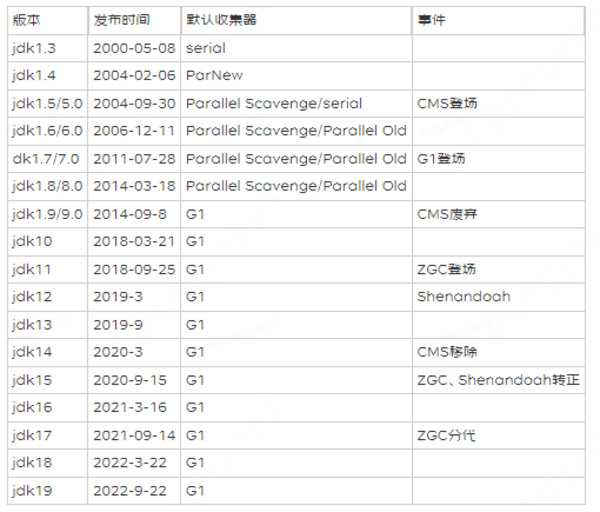 版本 发布时间 默认收集器 事件
jdk1.3 2000-05-08 serial
jdk1.4 2004-02-06 ParNew
jdk1.5/5.0 2004-09-30 Parallel Scavenge/serial CMS登场
jdk1.6/6.0 2006-12-11 Parallel Scavenge/Parallel Old
dk1.7/7.0 2011-07-28 Parallel Scavenge/Parallel Old G1登场
jdk1.8/8.0 2014-03-18 Parallel Scavenge/Parallel Old
jdk1.9/9.0 2014-09-8 G1 CMS废弃
jdk10 2018-03-21 G1
jdk11 2018-09-25 G1 ZGC登场
jdk12 2019-3 G1 Shenandoah
jdk13 2019-9 G1
jdk14 2020-3 G1 CMS移除
jdk15 2020-9-15 G1 ZGC、Shenandoah转正
jdk16 2021-3-16 G1
jdk17 2021-09-14 G1 ZGC分代
jdk18 2022-3-22 G1
jdk19 2022-9-22 G1